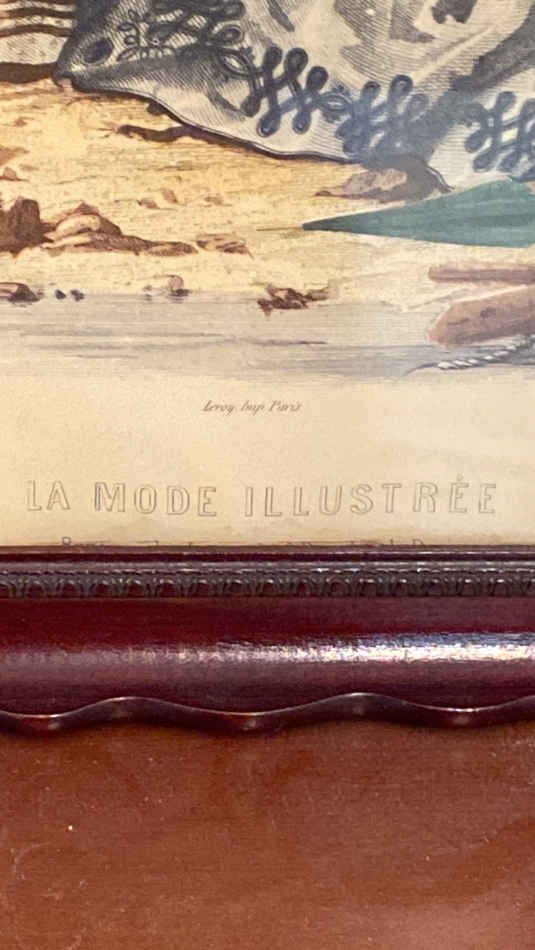 Leroy. Imp. Paris
LA MODE ILLUSTRÉE